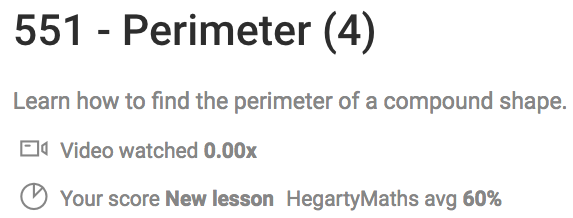 551 - Perimeter (4)
Learn how to find the perimeter of a compound shape.
Video watched 0.00x
Your score New lesson HegartyMaths avg 60%